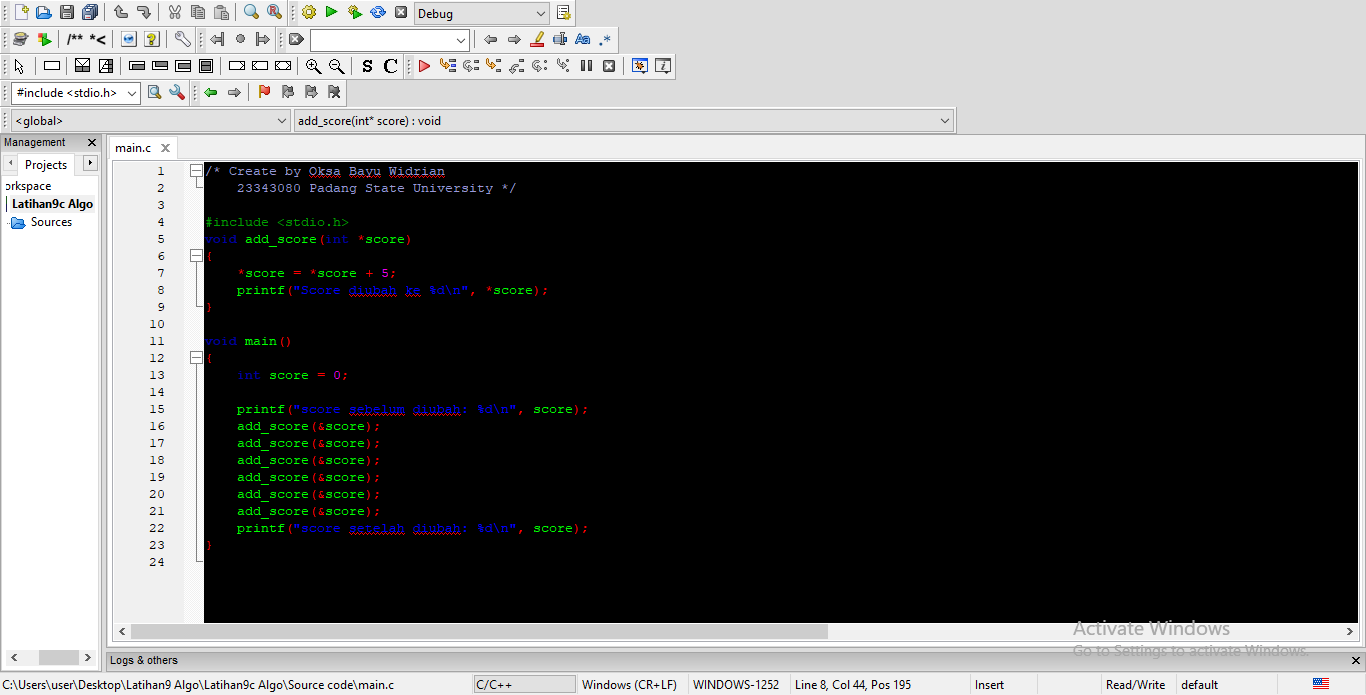 Debug
/** *<
Aa .*
S C
#include <stdio.h>
<global>
add_score(int* score) : void
Management
main.c
Projects
orkspace
Latihan9c Algo
Sources
1 /* Create by Oksa Bayu Widrian
2 23343080 Padang State University */
3
4 #include <stdio.h>
5 void add_score(int *score)
6 {
7 *score = *score + 5;
8 printf("Score diubah ke %d\n", *score);
9 }
10
11 void main()
12 {
13 int score = 0;
14
15 printf("score sebelum diubah: %d\n", score);
16 add_score(&score);
17 add_score(&score);
18 add_score(&score);
19 add_score(&score);
20 add_score(&score);
21 add_score(&score);
22 printf("score setelah diubah: %d\n", score);
23 }
24
Activate Windows
Go to Settings to activate Windows.
Logs & others
C:\Users\user\Desktop\Latihan9 Algo\Latihan9c Algo\Source code\main.c
C/C++
Windows (CR+LF)
WINDOWS-1252
Line 8, Col 44, Pos 195
Insert
Read/Write
default